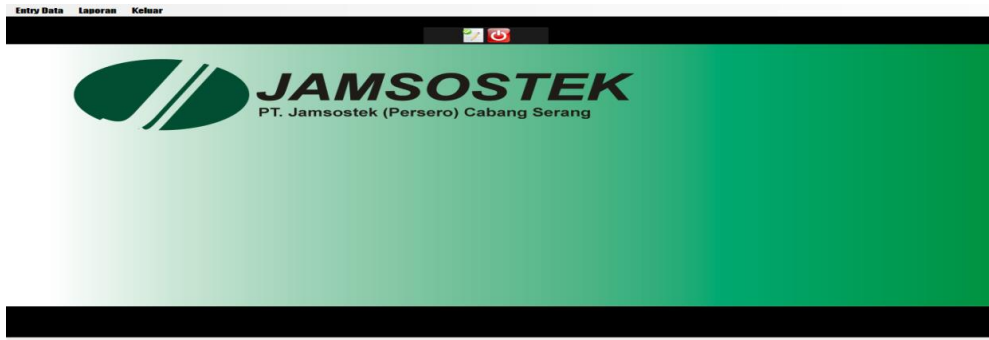 Entry Data Laporan Keluar
JAMSOSTEK
PT. Jamsostek (Persero) Cabang Serang